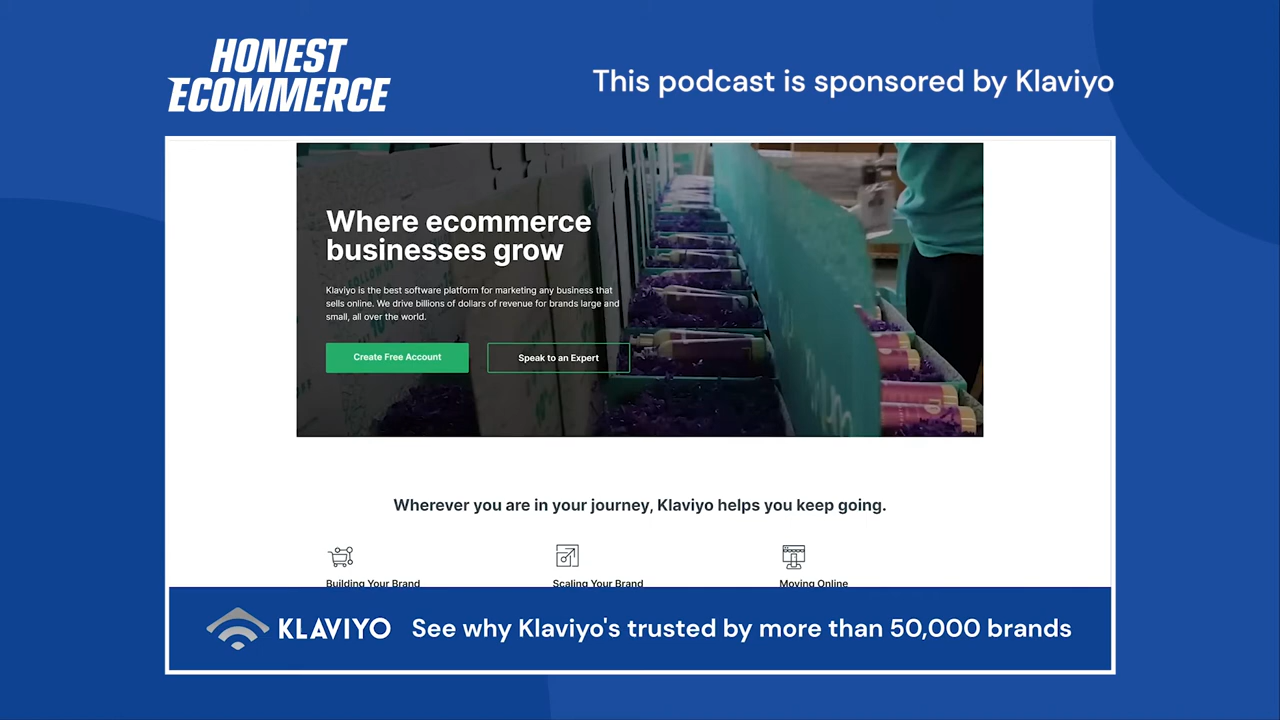 HONEST
ECOMMERCE
This podcast is sponsored by Klaviyo
Where ecommerce
businesses grow
Klaviyo is the best software platform for marketing any business that
sells online. We drive billions of dollars of revenue for brands large and
small, all over the world.
Create Free Account
Speak to an Expert
Wherever you are in your journey, Klaviyo helps you keep going.
Building Your Brand
Scaling Your Brand
Moving Online
KLAVIYO
See why Klaviyo's trusted by more than 50,000 brands